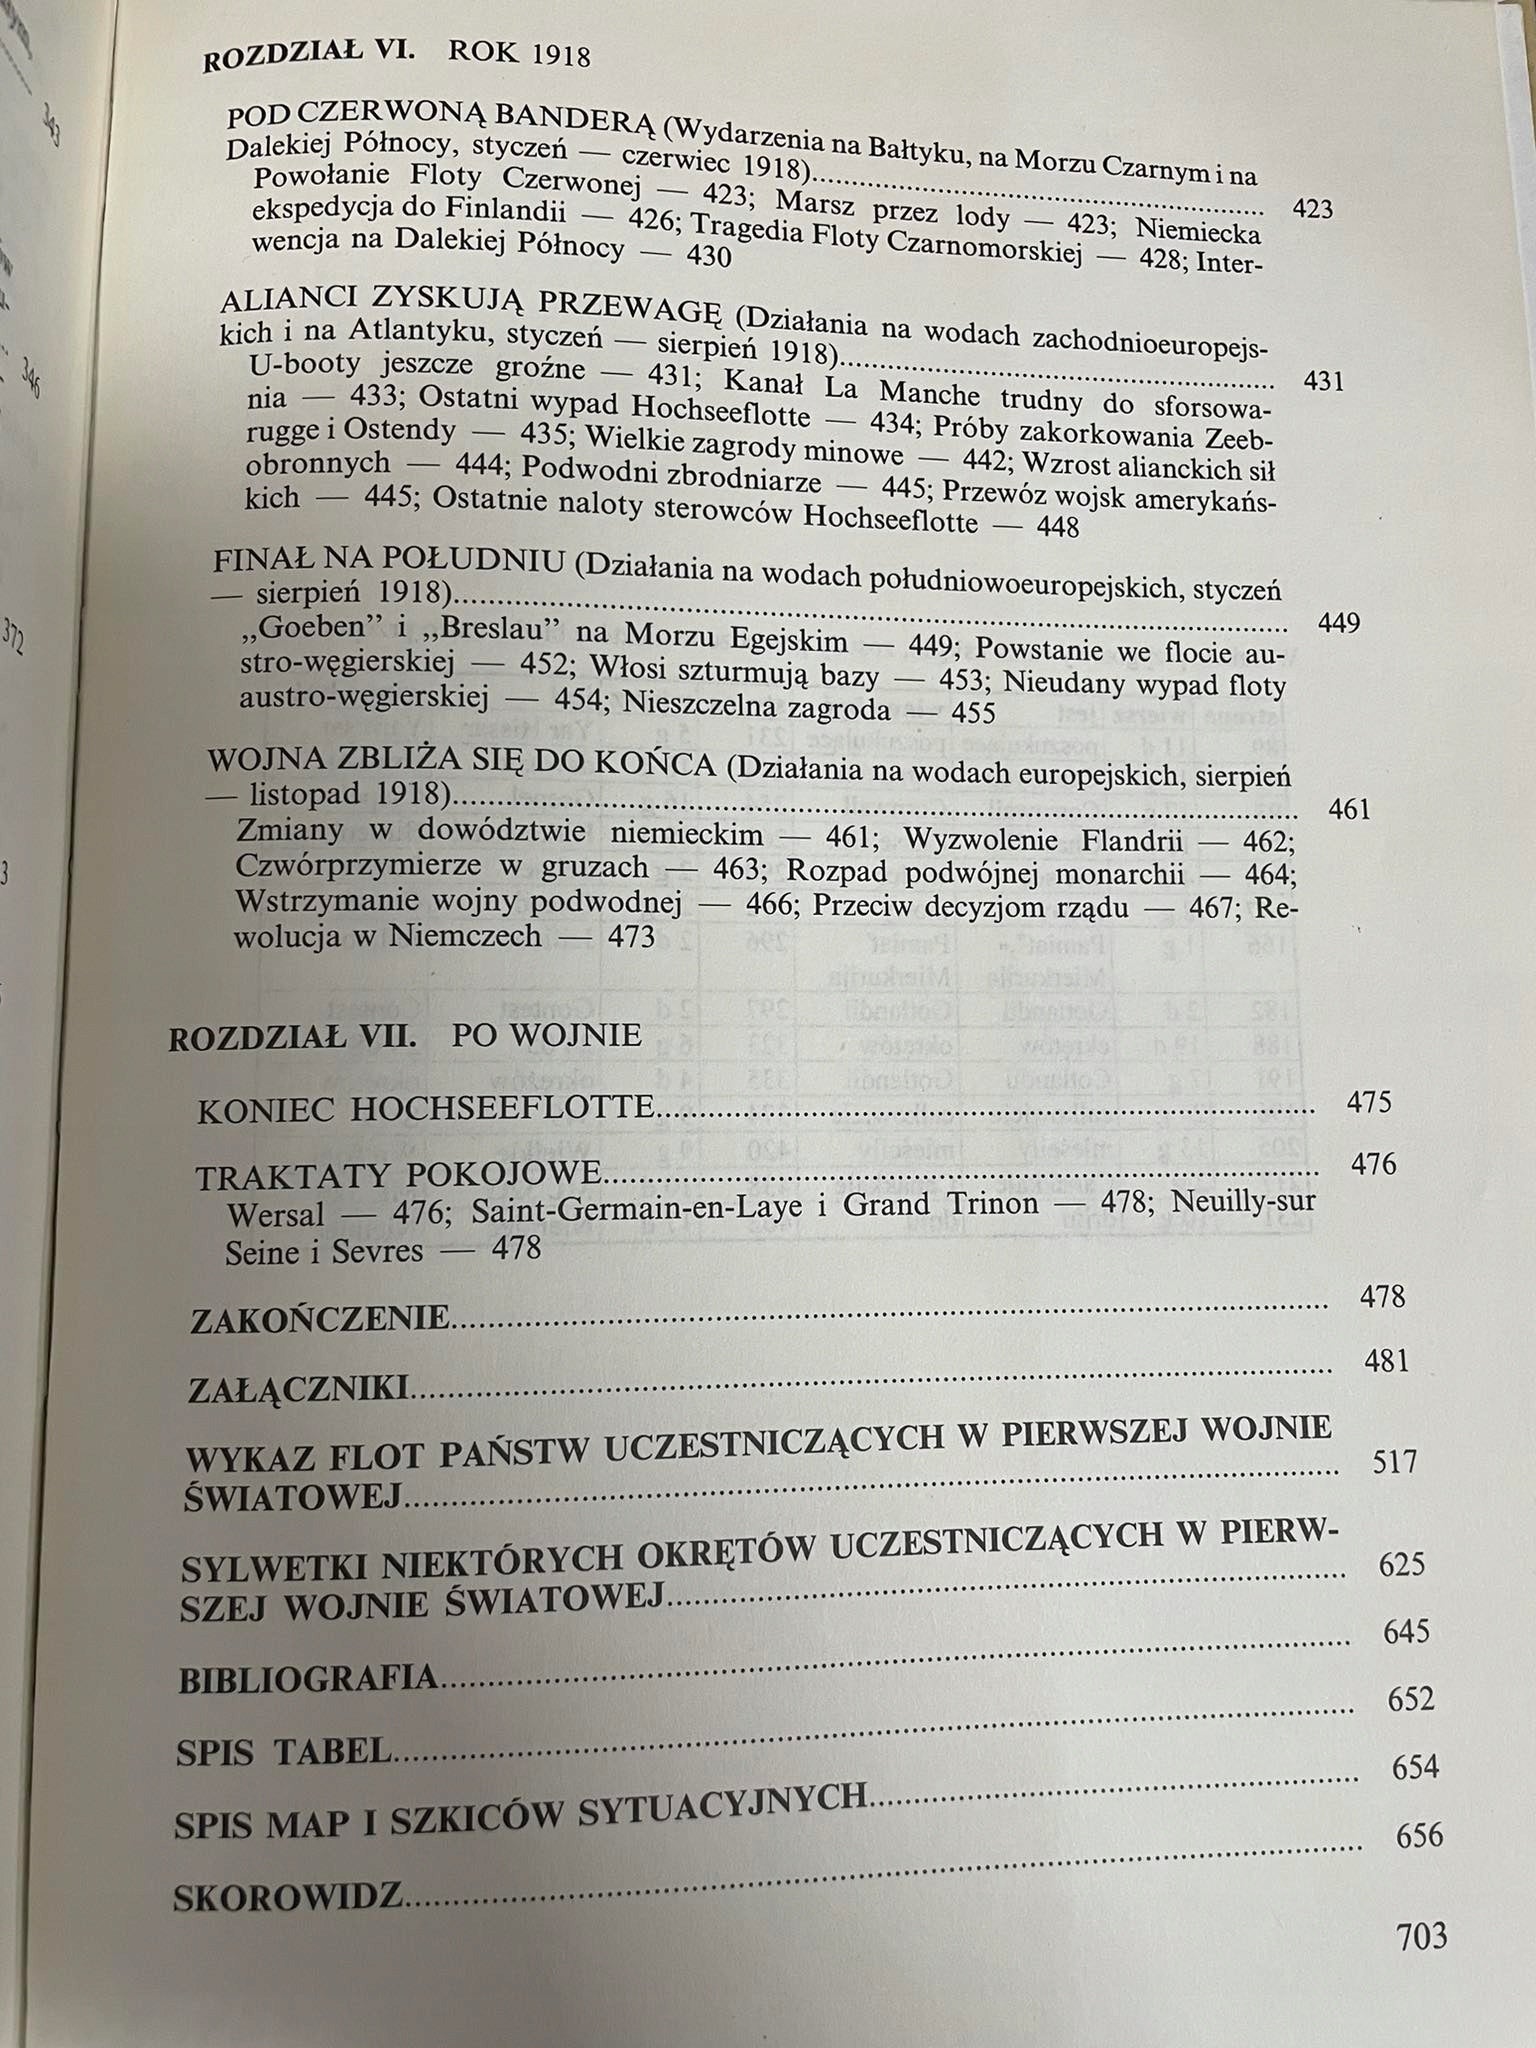 343
346
372
3
ROZDZIAŁ VI. ROK 1918
POD CZERWONĄ BANDERĄ (Wydarzenia na Bałtyku, na Morzu Czarnym i na
Dalekiej Północy, styczeń — czerwiec 1918)........ 423
Powołanie Floty Czerwonej — 423; Marsz przez lody — 423; Niemiecka
ekspedycja do Finlandii — 426; Tragedia Floty Czarnomorskiej — 428; Inter-
wencja na Dalekiej Północy — 430
ALIANCI ZYSKUJĄ PRZEWAGĘ (Działania na wodach zachodnioeuropejs-
kich i na Atlantyku, styczeń — sierpień 1918)........ 431
U-booty jeszcze groźne — 431; Kanał La Manche trudny do sforsowa-
nia — 433; Ostatni wypad Hochseeflotte — 434; Próby zakorkowania Zeeb-
rugge i Ostendy — 435; Wielkie zagrody minowe — 442; Wzrost alianckich sił
obronnych — 444; Podwodni zbrodniarze — 445; Przewóz wojsk amerykańs-
kich — 445; Ostatnie naloty sterowców Hochseeflotte — 448
FINAŁ NA POŁUDNIU (Działania na wodach południowoeuropejskich, styczeń
— sierpień 1918)........ 449
„Goeben” i „Breslau” na Morzu Egejskim — 449; Powstanie we flocie au-
stro-węgierskiej — 452; Włosi szturmują bazy — 453; Nieudany wypad floty
austro-węgierskiej — 454; Nieszczelna zagroda — 455
WOJNA ZBLIŻA SIĘ DO KOŃCA (Działania na wodach europejskich, sierpień
— listopad 1918)........ 461
Zmiany w dowództwie niemieckim — 461; Wyzwolenie Flandrii — 462;
Czwórprzymierze w gruzach — 463; Rozpad podwójnej monarchii — 464;
Wstrzymanie wojny podwodnej — 466; Przeciw decyzjom rządu — 467; Re-
wolucja w Niemczech — 473
ROZDZIAŁ VII. PO WOJNIE
KONIEC HOCHSEEFLOTTE........ 475
TRAKTATY POKOJOWE........ 476
Wersal — 476; Saint-Germain-en-Laye i Grand Trinon — 478; Neuilly-sur
Seine i Sevres — 478
ZAKOŃCZENIE........ 478
ZAŁĄCZNIKI........ 481
WYKAZ FLOT PAŃSTW UCZESTNICZĄCYCH W PIERWSZEJ WOJNIE
ŚWIATOWEJ........ 517
SYLWETKI NIEKTÓRYCH OKRĘTÓW UCZESTNICZĄCYCH W PIERW-
SZEJ WOJNIE ŚWIATOWEJ........ 625
BIBLIOGRAFIA........ 645
SPIS TABEL........ 652
SPIS MAP I SZKICÓW SYTUACYJNYCH........ 654
SKOROWIDZ........ 656
703